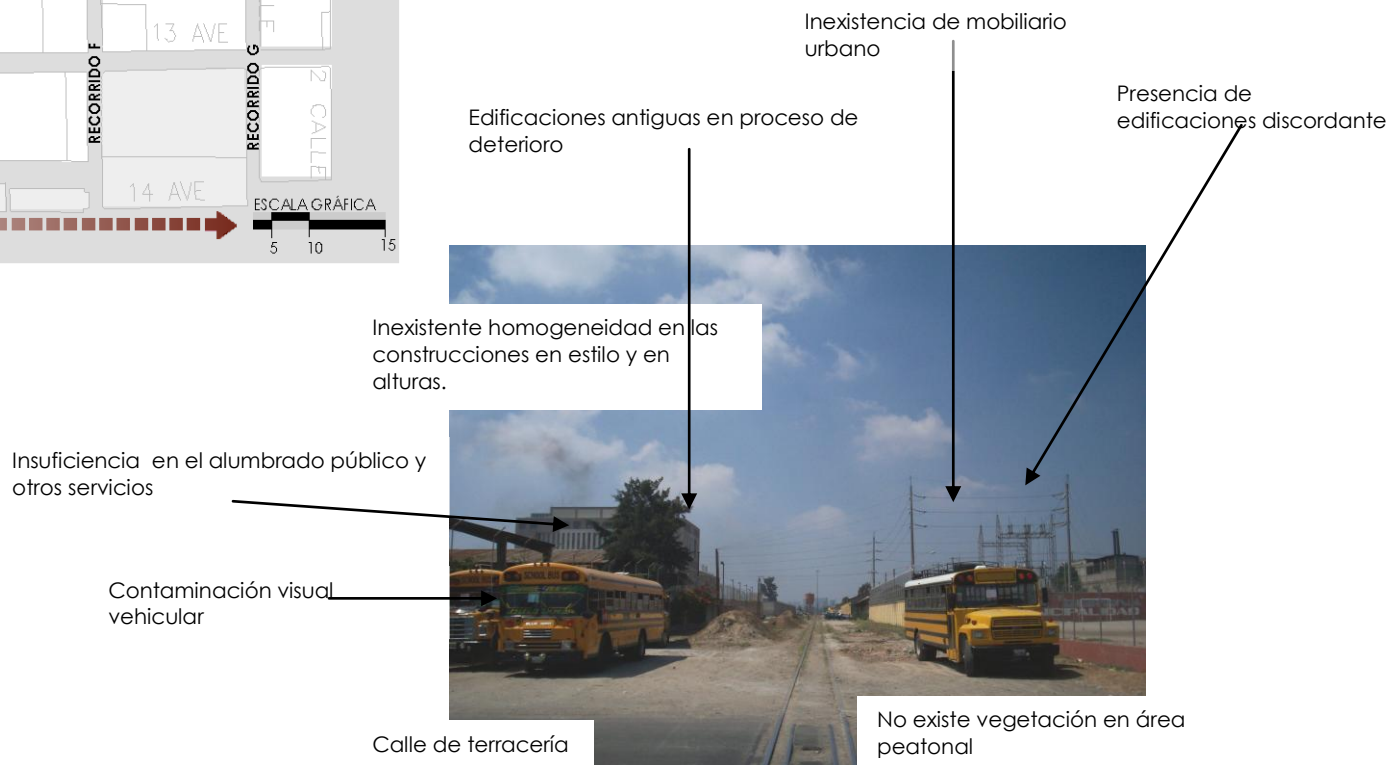 13 AVE
LLE
RECORRIDO F
RECORRIDO G
2 CALLE
14 AVE
ESCALA GRÁFICA
5 10 15
Inexistencia de mobiliario
urbano
Presencia de
edificaciones discordante
Edificaciones antiguas en proceso de
deterioro
Inexistente homogeneidad en las
construcciones en estilo y en
alturas.
Insuficiencia en el alumbrado público y
otros servicios
Contaminación visual
vehicular
SCHOOL BUS
Calle de terracería
No existe vegetación en área
peatonal